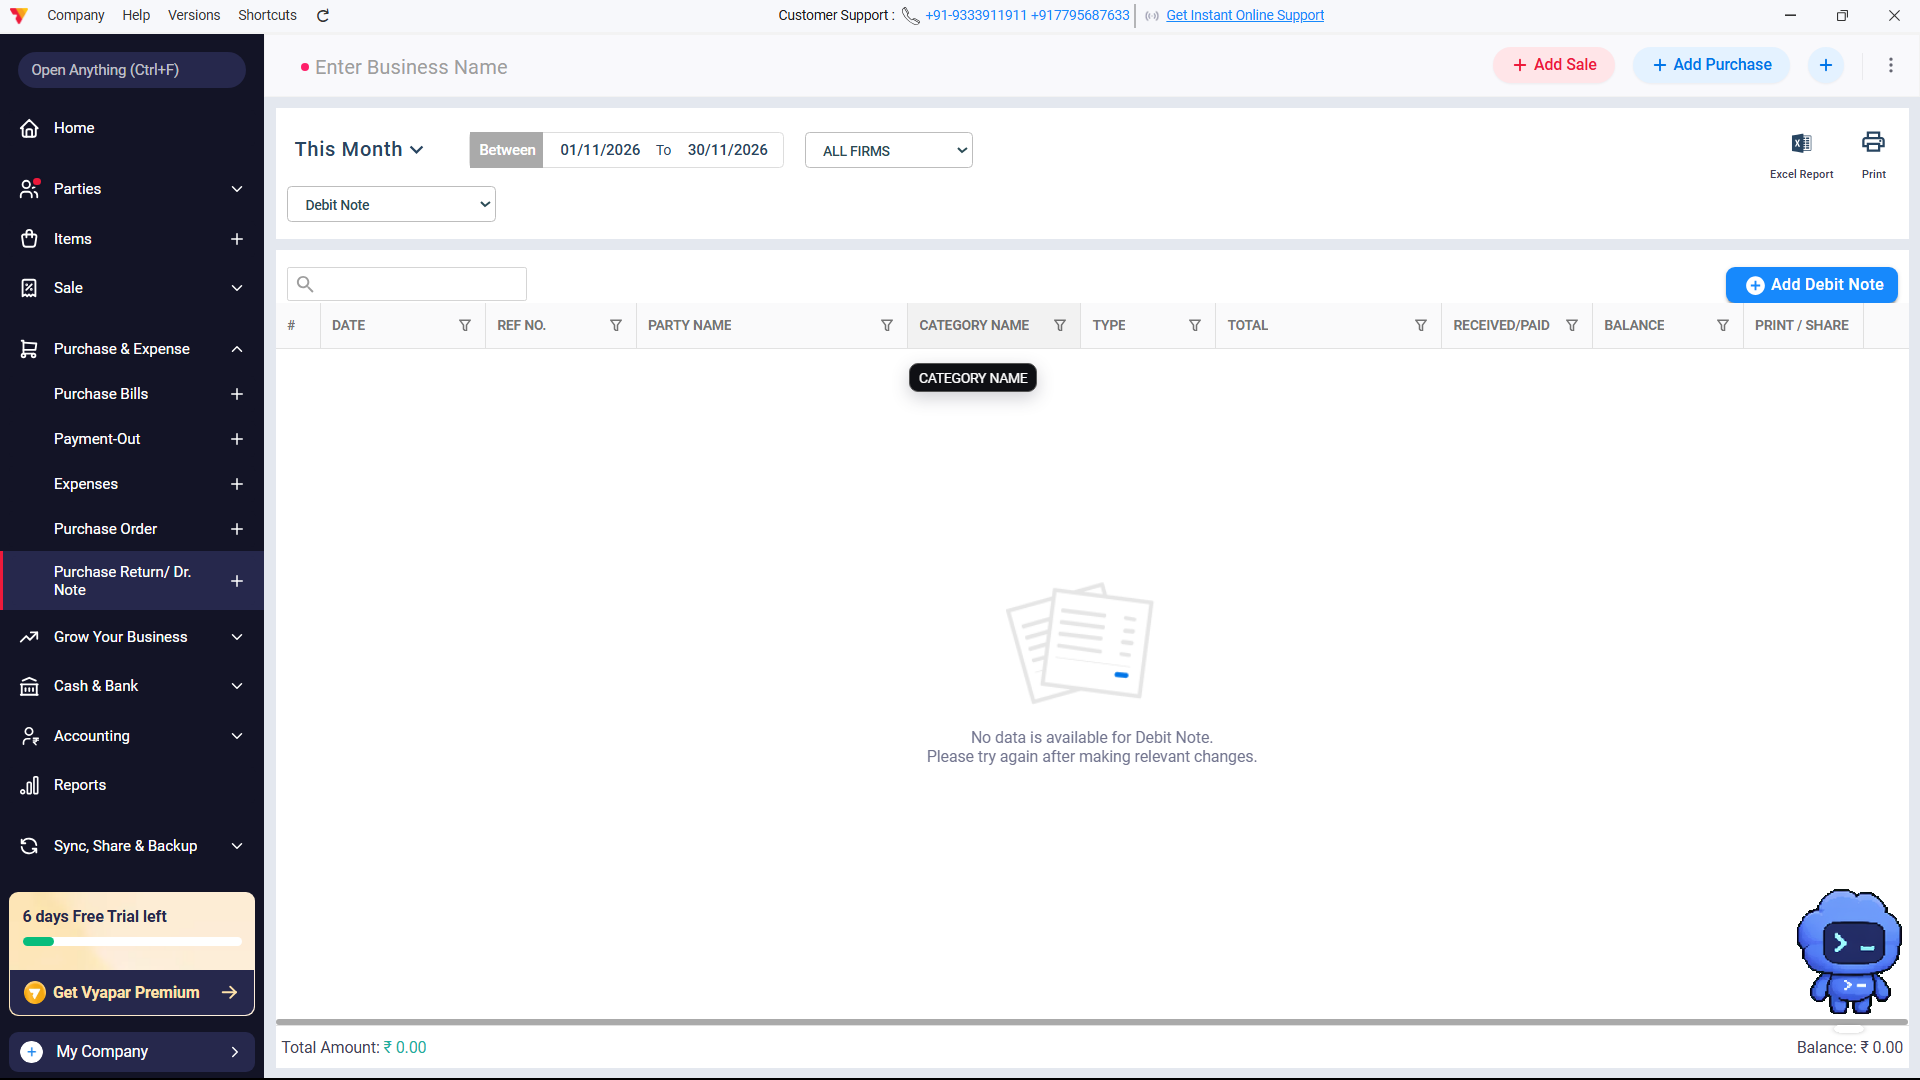 Company Help Versions Shortcuts
Customer Support : +91-9333911911 +917795687633 Get Instant Online Support
Open Anything (Ctrl+F)
Enter Business Name
+ Add Sale
+ Add Purchase
Home
Parties
Items
Sale
Purchase & Expense
Purchase Bills
Payment-Out
Expenses
Purchase Order
Purchase Return/ Dr.
Note
Grow Your Business
Cash & Bank
Accounting
Reports
Sync, Share & Backup
6 days Free Trial left
Get Vyapar Premium
My Company
This Month
Between 01/11/2026 To 30/11/2026
ALL FIRMS
Excel Report
Print
Debit Note
Add Debit Note
# DATE REF NO. PARTY NAME CATEGORY NAME TYPE TOTAL RECEIVED/PAID BALANCE PRINT / SHARE
CATEGORY NAME
No data is available for Debit Note.
Please try again after making relevant changes.
Total Amount: ₹ 0.00
Balance: ₹ 0.00